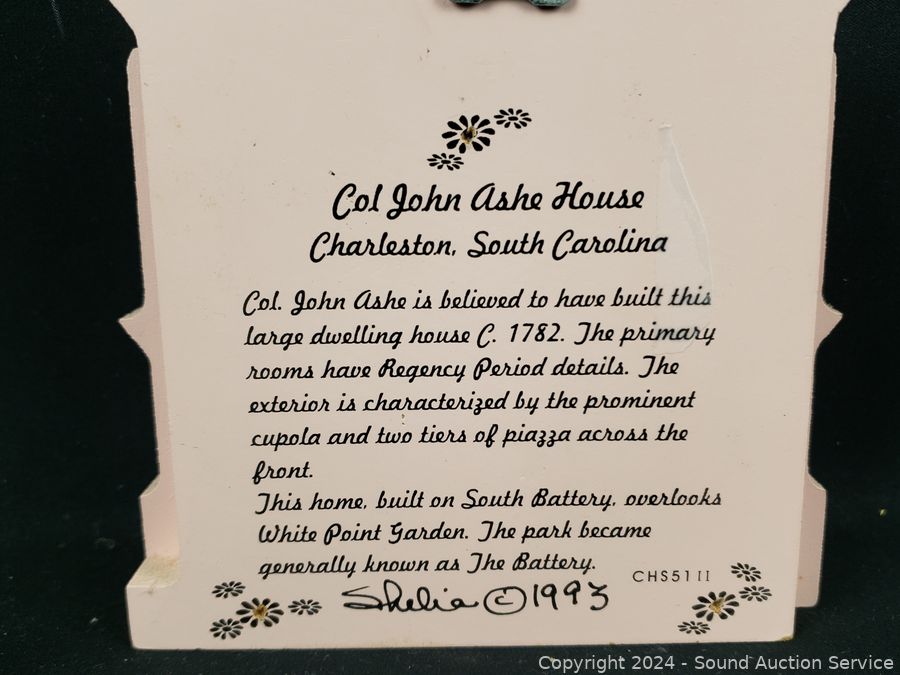 Col John Ashe House
Charleston, South Carolina
Col. John Ashe is believed to have built this
large dwelling house C. 1782. The primary
rooms have Regency Period details. The
exterior is characterized by the prominent
cupola and two tiers of piazza across the
front.
This home, built on South Battery, overlooks
White Point Garden. The park became
generally known as The Battery.
CHS51 II
Shelia © 1993
Copyright 2024 - Sound Auction Service